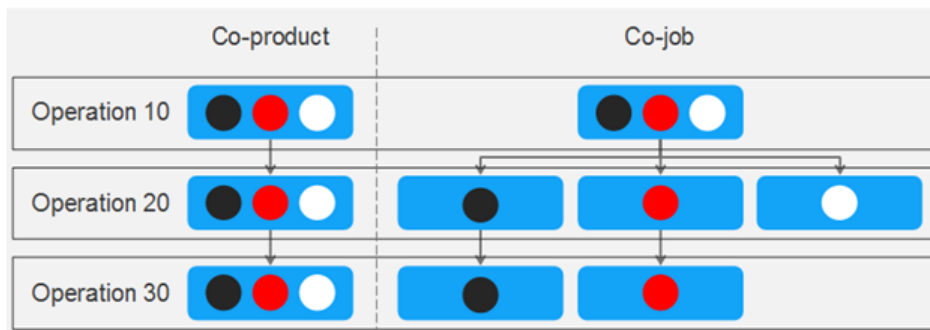 Co-product
Co-job
Operation 10
Operation 20
Operation 30